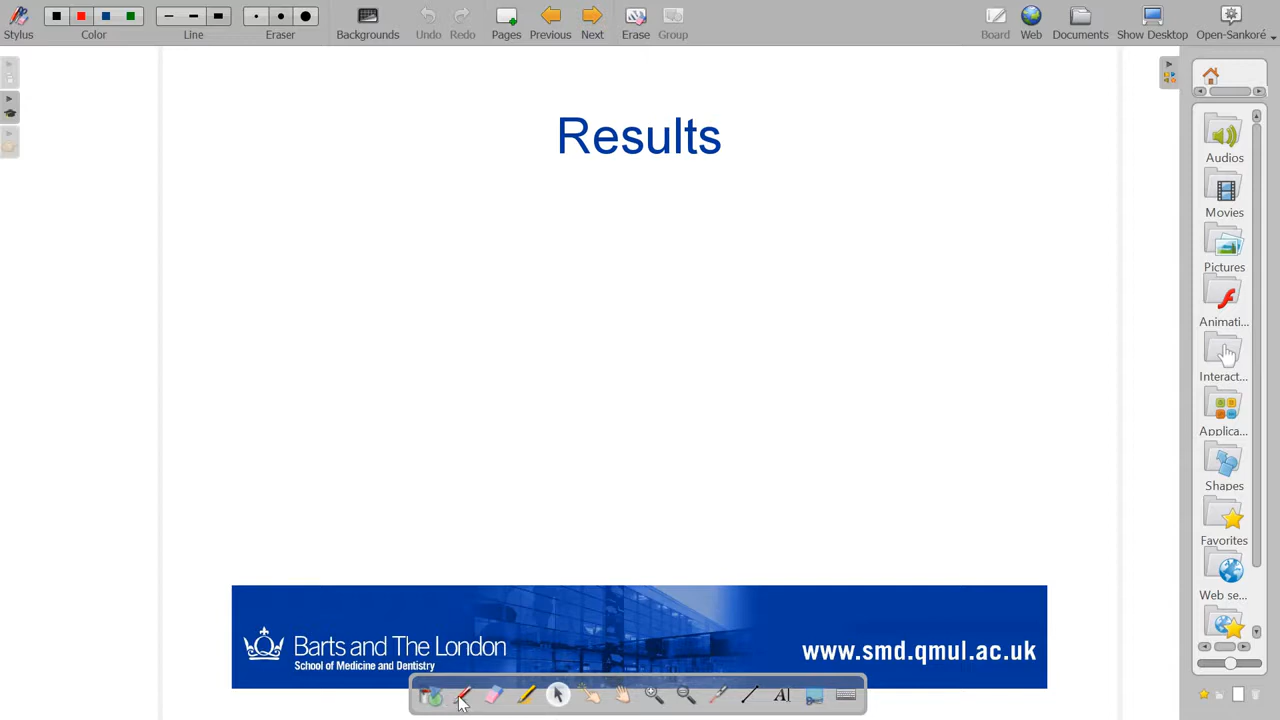 Stylus
Color
Line
Eraser
Backgrounds
Undo
Redo
Pages
Previous
Next
Erase
Group
Board
Web
Documents
Show Desktop
Open-Sankoré
Results
Audios
Movies
Pictures
Animati...
Interact...
Applica...
Shapes
Favorites
Web se...
Barts and The London
School of Medicine and Dentistry
www.smd.qmul.ac.uk
A